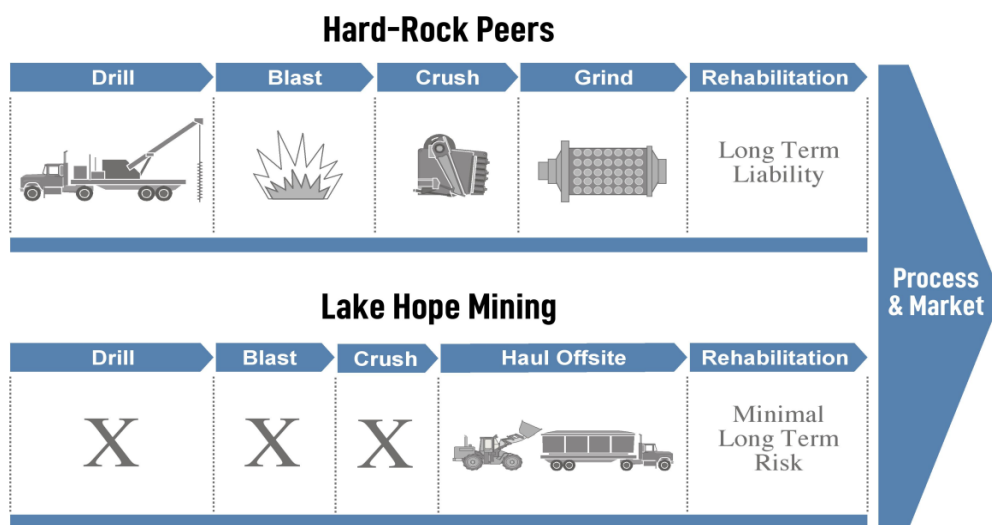 Hard-Rock Peers
Drill
Blast
Crush
Grind
Rehabilitation
Long Term
Liability
Lake Hope Mining
Drill
Blast
Crush
Haul Offsite
Rehabilitation
X
X
X
Minimal
Long Term
Risk
Process
& Market